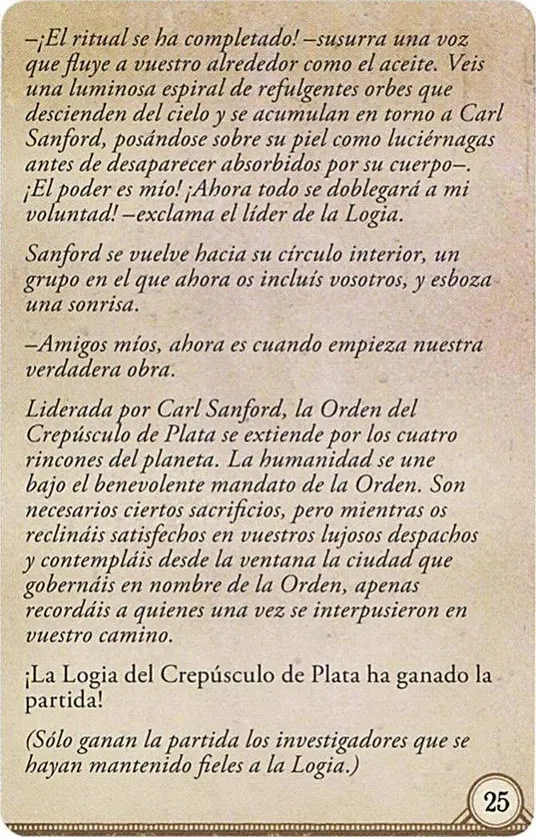 –¡El ritual se ha completado! –susurra una voz
que fluye a vuestro alrededor como el aceite. Veis
una luminosa espiral de refulgentes orbes que
descienden del cielo y se acumulan en torno a Carl
Sanford, posándose sobre su piel como luciérnagas
antes de desaparecer absorbidos por su cuerpo–.
¡El poder es mío! ¡Ahora todo se doblegará a mi
voluntad! –exclama el líder de la Logia.
Sanford se vuelve hacia su círculo interior, un
grupo en el que ahora os incluís vosotros, y esboza
una sonrisa.
–Amigos míos, ahora es cuando empieza nuestra
verdadera obra.
Liderada por Carl Sanford, la Orden del
Crepúsculo de Plata se extiende por los cuatro
rincones del planeta. La humanidad se une
bajo el benevolente mandato de la Orden. Son
necesarios ciertos sacrificios, pero mientras os
reclináis satisfechos en vuestros lujosos despachos
y contempláis desde la ventana la ciudad que
gobernáis en nombre de la Orden, apenas
recordáis a quienes una vez se interpusieron en
vuestro camino.
¡La Logia del Crepúsculo de Plata ha ganado la
partida!
(Sólo ganan la partida los investigadores que se
hayan mantenido fieles a la Logia.)
25